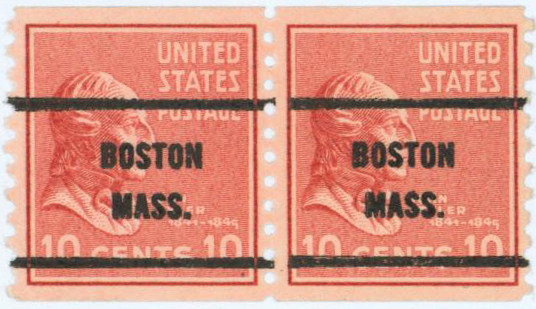 UNITED
STATES
POSTAGE
BOSTON
MASS.
1841-1845
10 CENTS 10
UNITED
STATES
POSTAGE
BOSTON
MASS.
1841-1845
10 CENTS 10